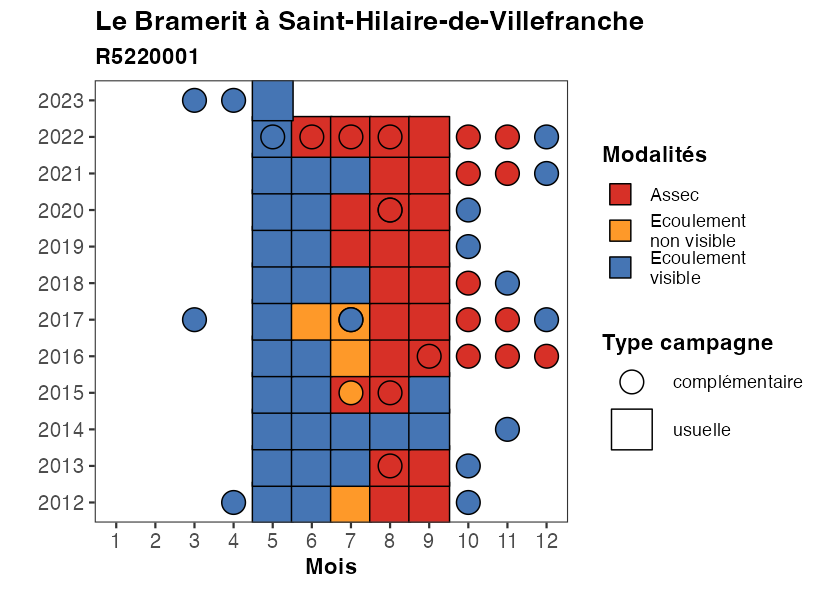 Le Bramerit à Saint-Hilaire-de-Villefranche
R5220001
2023
2022
2021
2020
2019
2018
2017
2016
2015
2014
2013
2012
1 2 3 4 5 6 7 8 9 10 11 12
Mois
Modalités
Assec
Ecoulement
non visible
Ecoulement
visible
Type campagne
complémentaire
usuelle